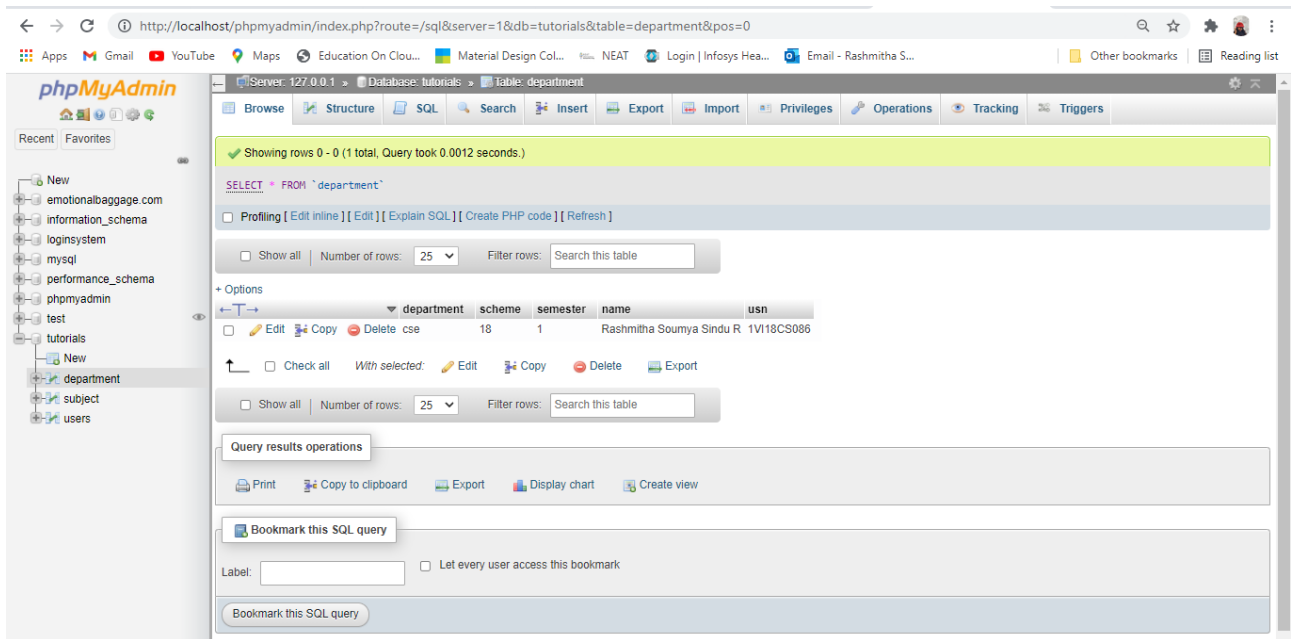 http://localhost/phpmyadmin/index.php?route=/sql&server=1&db=tutorials&table=department&pos=0
Apps Gmail YouTube Maps Education On Clou... Material Design Col... NEAT Login | Infosys Hea... Email - Rashmitha S... Other bookmarks Reading list
phpMyAdmin
Recent Favorites
New
emotionalbaggage.com
information_schema
loginsystem
mysql
performance_schema
phpmyadmin
test
tutorials
New
department
subject
users
Server: 127.0.0.1 » Database: tutorials » Table: department
Browse Structure SQL Search Insert Export Import Privileges Operations Tracking Triggers
Showing rows 0 - 0 (1 total, Query took 0.0012 seconds.)
SELECT * FROM `department`
Profiling [ Edit inline ] [ Edit ] [ Explain SQL ] [ Create PHP code ] [ Refresh ]
Show all | Number of rows: 25 Filter rows: Search this table
+ Options
←T→ department scheme semester name usn
Edit Copy Delete cse 18 1 Rashmitha Soumya Sindu R 1VI18CS086
Check all With selected: Edit Copy Delete Export
Show all | Number of rows: 25 Filter rows: Search this table
Query results operations
Print Copy to clipboard Export Display chart Create view
Bookmark this SQL query
Label: Let every user access this bookmark
Bookmark this SQL query